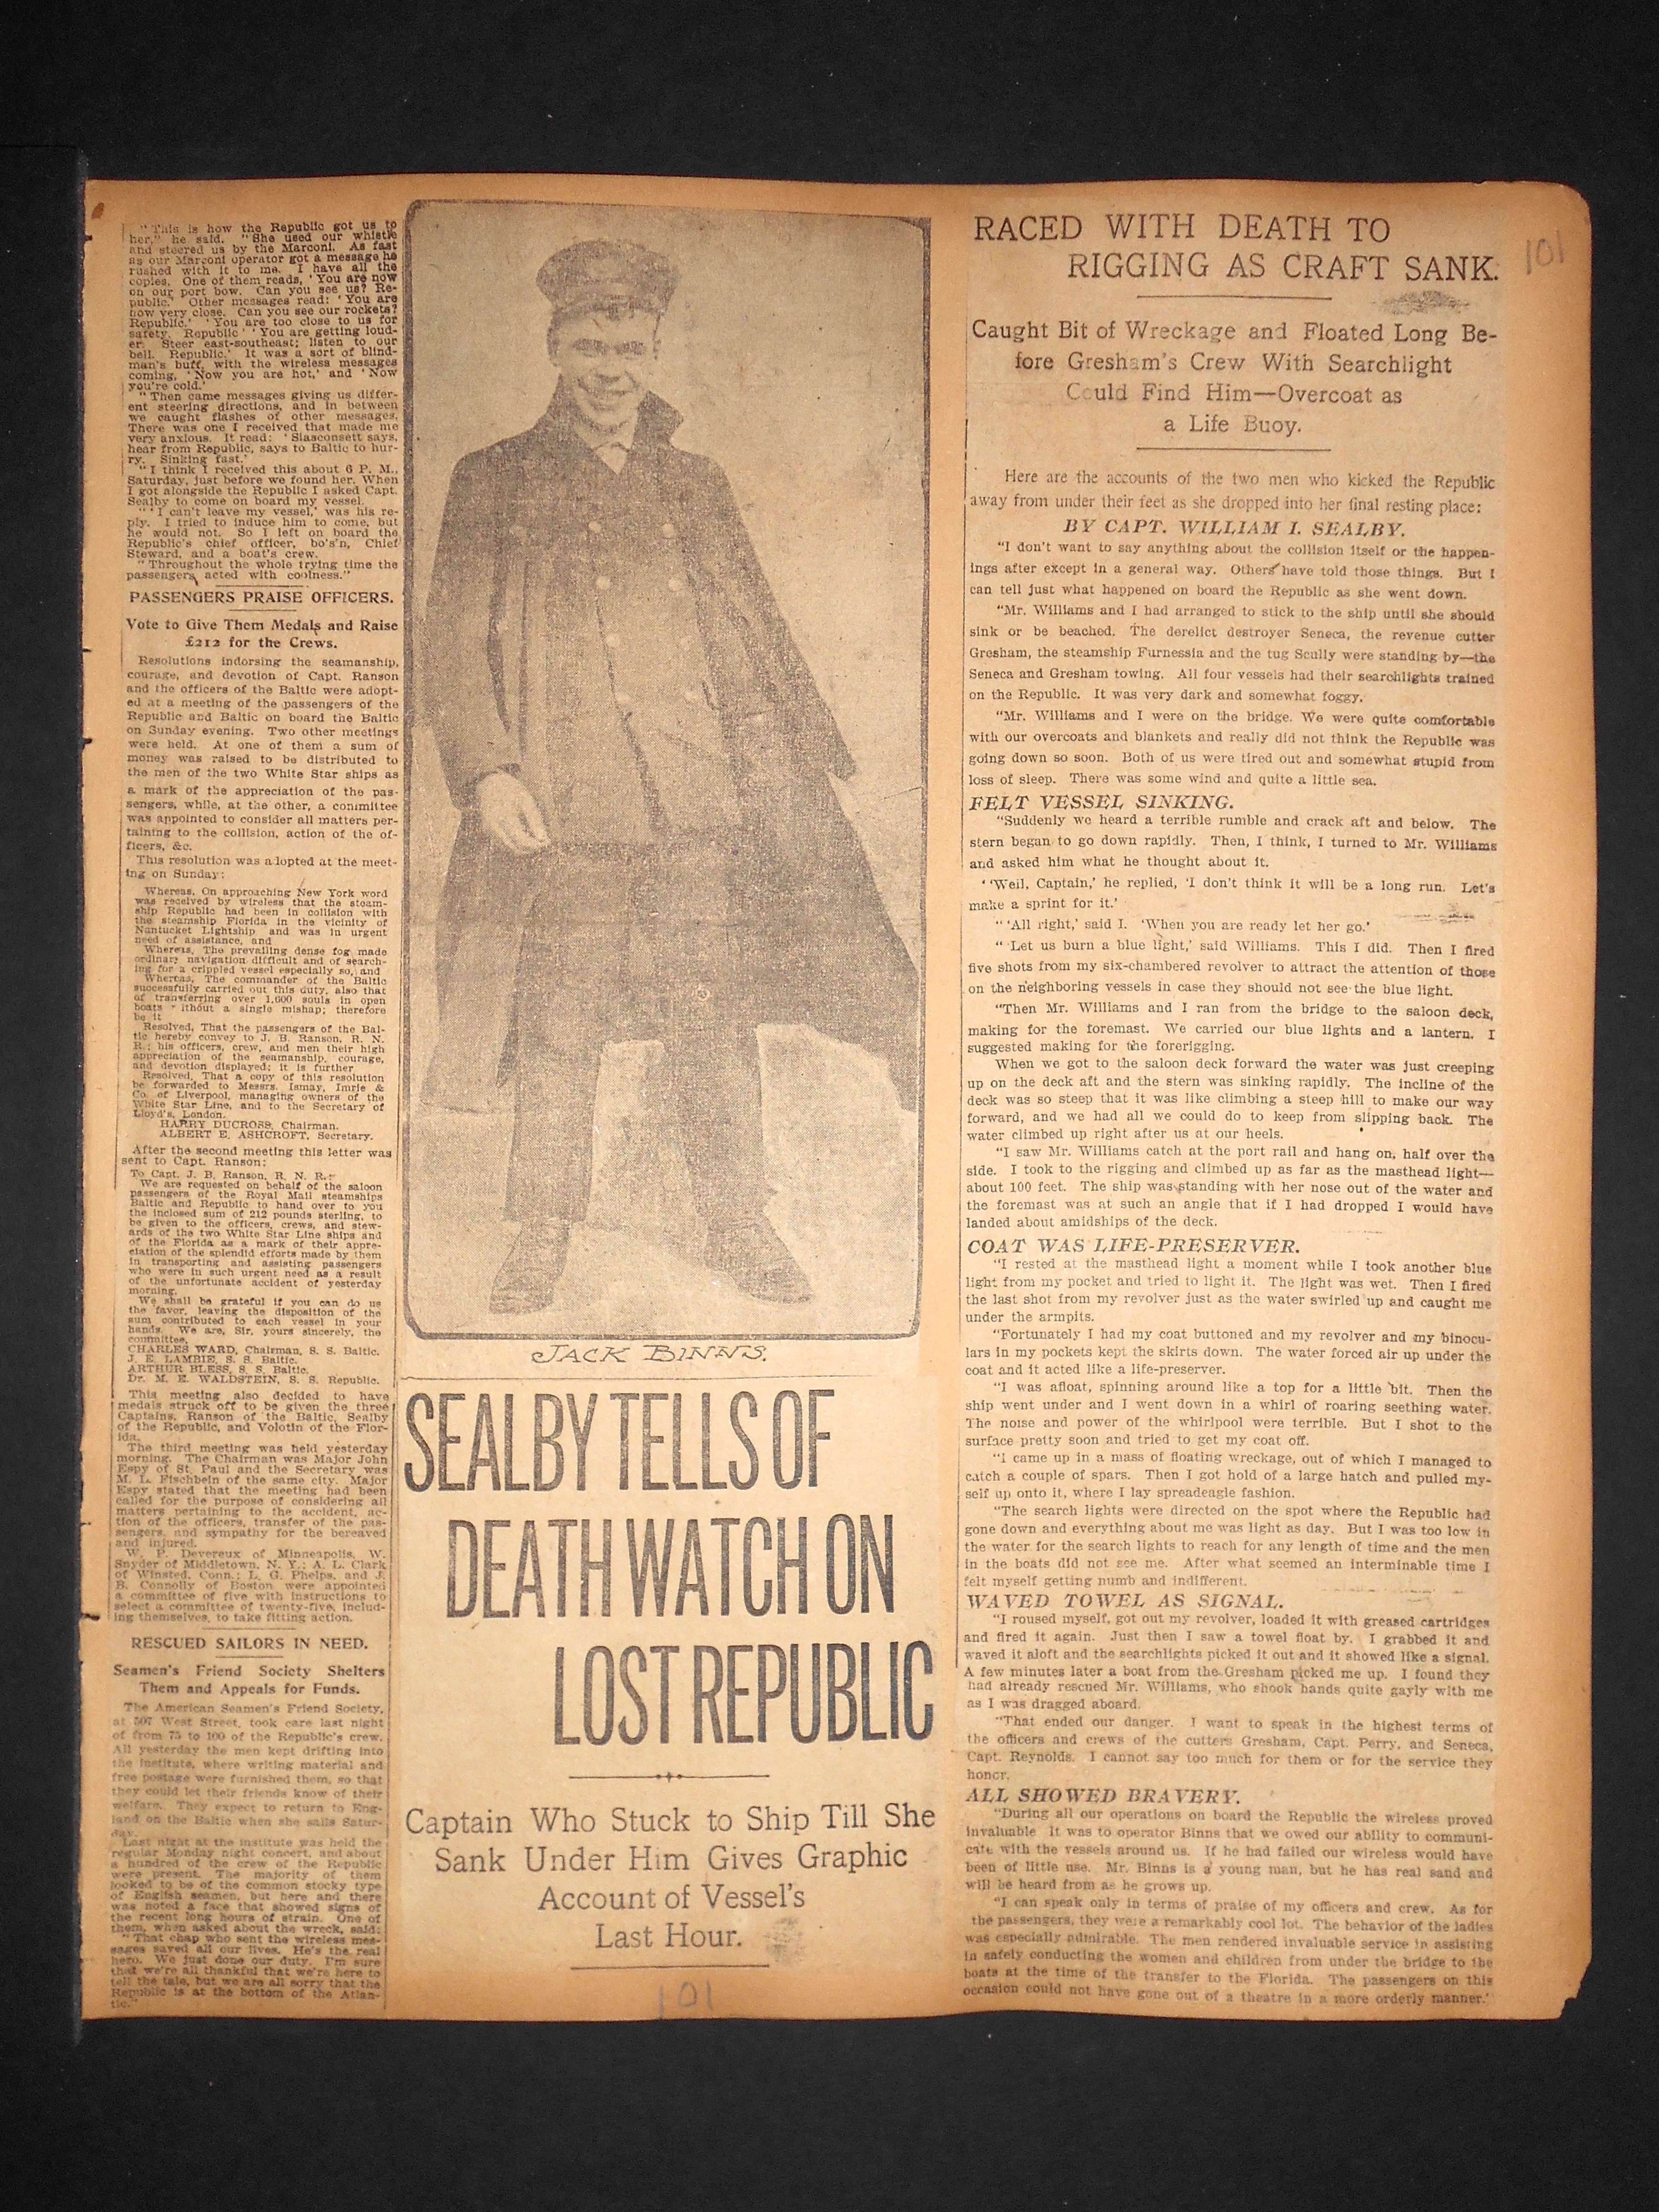 "This is how the Republic got us to
her," he said. "She used our whistle
and steered us by the Marconi. As fast
as our Marconi operator got a message he
rushed with it to me. I have all the
copies. One of them reads, 'You are now
on our port bow. Can you see us? Re-
public.' Other messages read: 'You are
now very close. Can you see our rockets?
Republic.' 'You are too close to us for
safety. Republic' 'You are getting loud-
er. Steer east-southeast; listen to our
bell. Republic.' It was a sort of blind-
man's buff, with the wireless messages
coming, 'Now you are hot,' and 'Now
you're cold.'
"Then came messages giving us differ-
ent steering directions, and in between
we caught flashes of other messages.
There was one I received that made me
very anxious. It read: 'Siasconsett says,
hear from Republic, says to Baltic to hur-
ry. Sinking fast.'
"I think I received this about 6 P. M.,
Saturday, just before we found her. When
I got alongside the Republic I asked Capt.
Sealby to come on board my vessel.
"'I can't leave my vessel,' was his re-
ply. I tried to induce him to come, but
he would not. So I left on board the
Republic's chief officer, bo's'n, Chief
Steward, and a boat's crew.
"Throughout the whole trying time the
passengers acted with coolness."
PASSENGERS PRAISE OFFICERS.
Vote to Give Them Medals and Raise
£212 for the Crews.
Resolutions indorsing the seamanship,
courage, and devotion of Capt. Ranson
and the officers of the Baltic were adopt-
ed at a meeting of the passengers of the
Republic and Baltic on board the Baltic
on Sunday evening. Two other meetings
were held. At one of them a sum of
money was raised to be distributed to
the men of the two White Star ships as
a mark of the appreciation of the pas-
sengers, while, at the other, a committee
was appointed to consider all matters per-
taining to the collision, action of the of-
ficers, &c.
This resolution was adopted at the meet-
ing on Sunday:
Whereas, On approaching New York word
was received by wireless that the steam-
ship Republic had been in collision with
the steamship Florida in the vicinity of
Nantucket Lightship and was in urgent
need of assistance, and
Whereas, The prevailing dense fog made
ordinary navigation difficult and of search-
ing for a crippled vessel especially so, and
Whereas, The commander of the Baltic
successfully carried out this duty, also that
of transferring over 1,600 souls in open
boats without a single mishap; therefore
be it
Resolved, That the passengers of the Bal-
tic hereby convey to J. B. Ranson, R. N.
R.; his officers, crew, and men their high
appreciation of the seamanship, courage,
and devotion displayed; it is further
Resolved, That a copy of this resolution
be forwarded to Messrs. Ismay, Imrie &
Co. of Liverpool, managing owners of the
White Star Line, and to the Secretary of
Lloyd's, London.
HARRY DUCROSS, Chairman.
ALBERT E. ASHCROFT, Secretary.
After the second meeting this letter was
sent to Capt. Ranson:
To Capt. J. B. Ranson, R. N. R.:
We are requested on behalf of the saloon
passengers of the Royal Mail steamships
Baltic and Republic to hand over to you
the inclosed sum of 212 pounds sterling, to
be given to the officers, crews, and stew-
ards of the two White Star Line ships and
of the Florida as a mark of their appre-
ciation of the splendid efforts made by them
in transporting and assisting passengers
who were in such urgent need as a result
of the unfortunate accident of yesterday
morning.
We shall be grateful if you can do us
the favor, leaving the disposition of the
sum contributed to each vessel in your
hands. We are, Sir, yours sincerely, the
committee,
CHARLES WARD, Chairman, S. S. Baltic.
J. E. LAMBIE, S. S. Baltic.
ARTHUR BLESS, S. S. Baltic.
Dr. M. E. WALDSTEIN, S. S. Republic.
This meeting also decided to have
medals struck off to be given the three
Captains, Ranson of the Baltic, Sealby
of the Republic, and Volotin of the Flor-
ida.
The third meeting was held yesterday
morning. The Chairman was Major John
Espy of St. Paul and the Secretary was
M. L. Fischbein of the same city. Major
Espy stated that the meeting had been
called for the purpose of considering all
matters pertaining to the accident, ac-
tion of the officers, transfer of the pas-
sengers, and sympathy for the bereaved
and injured.
W. P. Devereux of Minneapolis, W.
Snyder of Middletown, N. Y.; A. L. Clark
of Winsted, Conn.; L. G. Phelps, and J.
B. Connolly of Boston were appointed
a committee of five with instructions to
select a committee of twenty-five, includ-
ing themselves, to take fitting action.
RESCUED SAILORS IN NEED.
Seamen's Friend Society Shelters
Them and Appeals for Funds.
The American Seamen's Friend Society,
at 507 West Street, took care last night
of from 75 to 100 of the Republic's crew.
All yesterday the men kept drifting into
the institute, where writing material and
free postage were furnished them, so that
they could let their friends know of their
welfare. They expect to return to Eng-
land on the Baltic when she sails Satur-
day.
Last night at the institute was held the
regular Monday night concert, and about
a hundred of the crew of the Republic
were present. The majority of them
looked to be of the common stocky type
of English seamen, but here and there
was noted a face that showed signs of
the recent long hours of strain. One of
them, when asked about the wreck, said:
"That chap who sent the wireless mes-
sages saved all our lives. He's the real
hero. We just done our duty. I'm sure
that we're all thankful that we're here to
tell the tale, but we are all sorry that the
Republic is at the bottom of the Atlan-
tic."
JACK BINNS.
SEALBY TELLS OF
DEATH WATCH ON
LOST REPUBLIC
Captain Who Stuck to Ship Till She
Sank Under Him Gives Graphic
Account of Vessel's
Last Hour.
101
RACED WITH DEATH TO
RIGGING AS CRAFT SANK.
101
Caught Bit of Wreckage and Floated Long Be-
fore Gresham's Crew With Searchlight
Could Find Him—Overcoat as
a Life Buoy.
Here are the accounts of the two men who kicked the Republic
away from under their feet as she dropped into her final resting place:
BY CAPT. WILLIAM I. SEALBY.
"I don't want to say anything about the collision itself or the happen-
ings after except in a general way. Others have told those things. But I
can tell just what happened on board the Republic as she went down.
"Mr. Williams and I had arranged to stick to the ship until she should
sink or be beached. The derelict destroyer Seneca, the revenue cutter
Gresham, the steamship Furnessia and the tug Scully were standing by—the
Seneca and Gresham towing. All four vessels had their searchlights trained
on the Republic. It was very dark and somewhat foggy.
"Mr. Williams and I were on the bridge. We were quite comfortable
with our overcoats and blankets and really did not think the Republic was
going down so soon. Both of us were tired out and somewhat stupid from
loss of sleep. There was some wind and quite a little sea.
FELT VESSEL SINKING.
"Suddenly we heard a terrible rumble and crack aft and below. The
stern began to go down rapidly. Then, I think, I turned to Mr. Williams
and asked him what he thought about it.
"'Well, Captain,' he replied, 'I don't think it will be a long run. Let's
make a sprint for it.'
"'All right,' said I. 'When you are ready let her go.'
"'Let us burn a blue light,' said Williams. This I did. Then I fired
five shots from my six-chambered revolver to attract the attention of those
on the neighboring vessels in case they should not see the blue light.
"Then Mr. Williams and I ran from the bridge to the saloon deck,
making for the foremast. We carried our blue lights and a lantern. I
suggested making for the forerigging.
When we got to the saloon deck forward the water was just creeping
up on the deck aft and the stern was sinking rapidly. The incline of the
deck was so steep that it was like climbing a steep hill to make our way
forward, and we had all we could do to keep from slipping back. The
water climbed up right after us at our heels.
"I saw Mr. Williams catch at the port rail and hang on, half over the
side. I took to the rigging and climbed up as far as the masthead light—
about 100 feet. The ship was standing with her nose out of the water and
the foremast was at such an angle that if I had dropped I would have
landed about amidships of the deck.
COAT WAS LIFE-PRESERVER.
"I rested at the masthead light a moment while I took another blue
light from my pocket and tried to light it. The light was wet. Then I fired
the last shot from my revolver just as the water swirled up and caught me
under the armpits.
"Fortunately I had my coat buttoned and my revolver and my binocu-
lars in my pockets kept the skirts down. The water forced air up under the
coat and it acted like a life-preserver.
"I was afloat, spinning around like a top for a little bit. Then the
ship went under and I went down in a whirl of roaring seething water.
The noise and power of the whirlpool were terrible. But I shot to the
surface pretty soon and tried to get my coat off.
"I came up in a mass of floating wreckage, out of which I managed to
catch a couple of spars. Then I got hold of a large hatch and pulled my-
self up onto it, where I lay spreadeagle fashion.
"The search lights were directed on the spot where the Republic had
gone down and everything about me was light as day. But I was too low in
the water for the search lights to reach for any length of time and the men
in the boats did not see me. After what seemed an interminable time I
felt myself getting numb and indifferent.
WAVED TOWEL AS SIGNAL.
"I roused myself, got out my revolver, loaded it with greased cartridges
and fired it again. Just then I saw a towel float by. I grabbed it and
waved it aloft and the searchlights picked it out and it showed like a signal.
A few minutes later a boat from the Gresham picked me up. I found they
had already rescued Mr. Williams, who shook hands quite gayly with me
as I was dragged aboard.
"That ended our danger. I want to speak in the highest terms of
the officers and crews of the cutters Gresham, Capt. Perry, and Seneca,
Capt. Reynolds. I cannot say too much for them or for the service they
honor.
ALL SHOWED BRAVERY.
"During all our operations on board the Republic the wireless proved
invaluable It was to operator Binns that we owed our ability to communi-
cate with the vessels around us. If he had failed our wireless would have
been of little use. Mr. Binns is a young man, but he has real sand and
will be heard from as he grows up.
"I can speak only in terms of praise of my officers and crew. As for
the passengers, they were a remarkably cool lot. The behavior of the ladies
was especially admirable. The men rendered invaluable service in assisting
in safely conducting the women and children from under the bridge to the
boats at the time of the transfer to the Florida. The passengers on this
occasion could not have gone out of a theatre in a more orderly manner.'